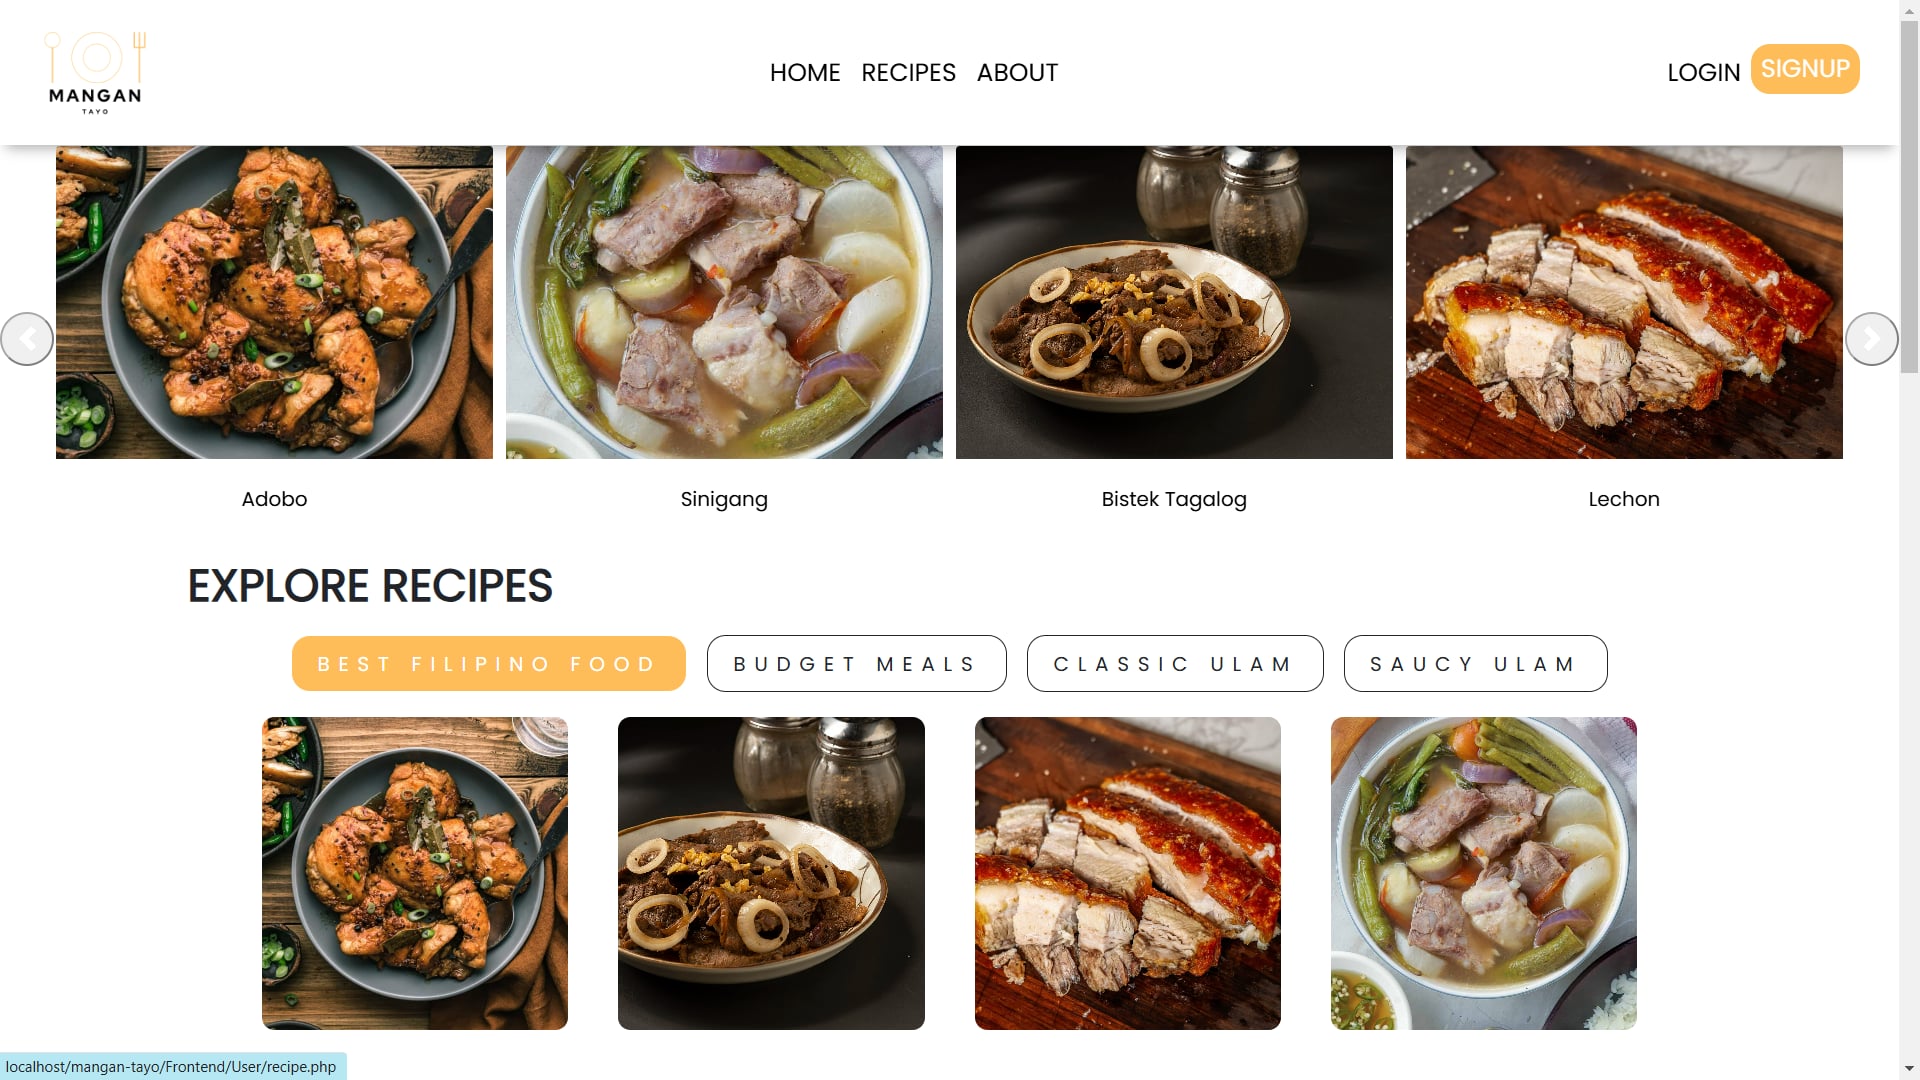 MANGAN
TAYO
HOME RECIPES ABOUT
LOGIN SIGNUP
Adobo
Sinigang
Bistek Tagalog
Lechon
EXPLORE RECIPES
BEST FILIPINO FOOD
BUDGET MEALS
CLASSIC ULAM
SAUCY ULAM
localhost/mangan-tayo/Frontend/User/recipe.php